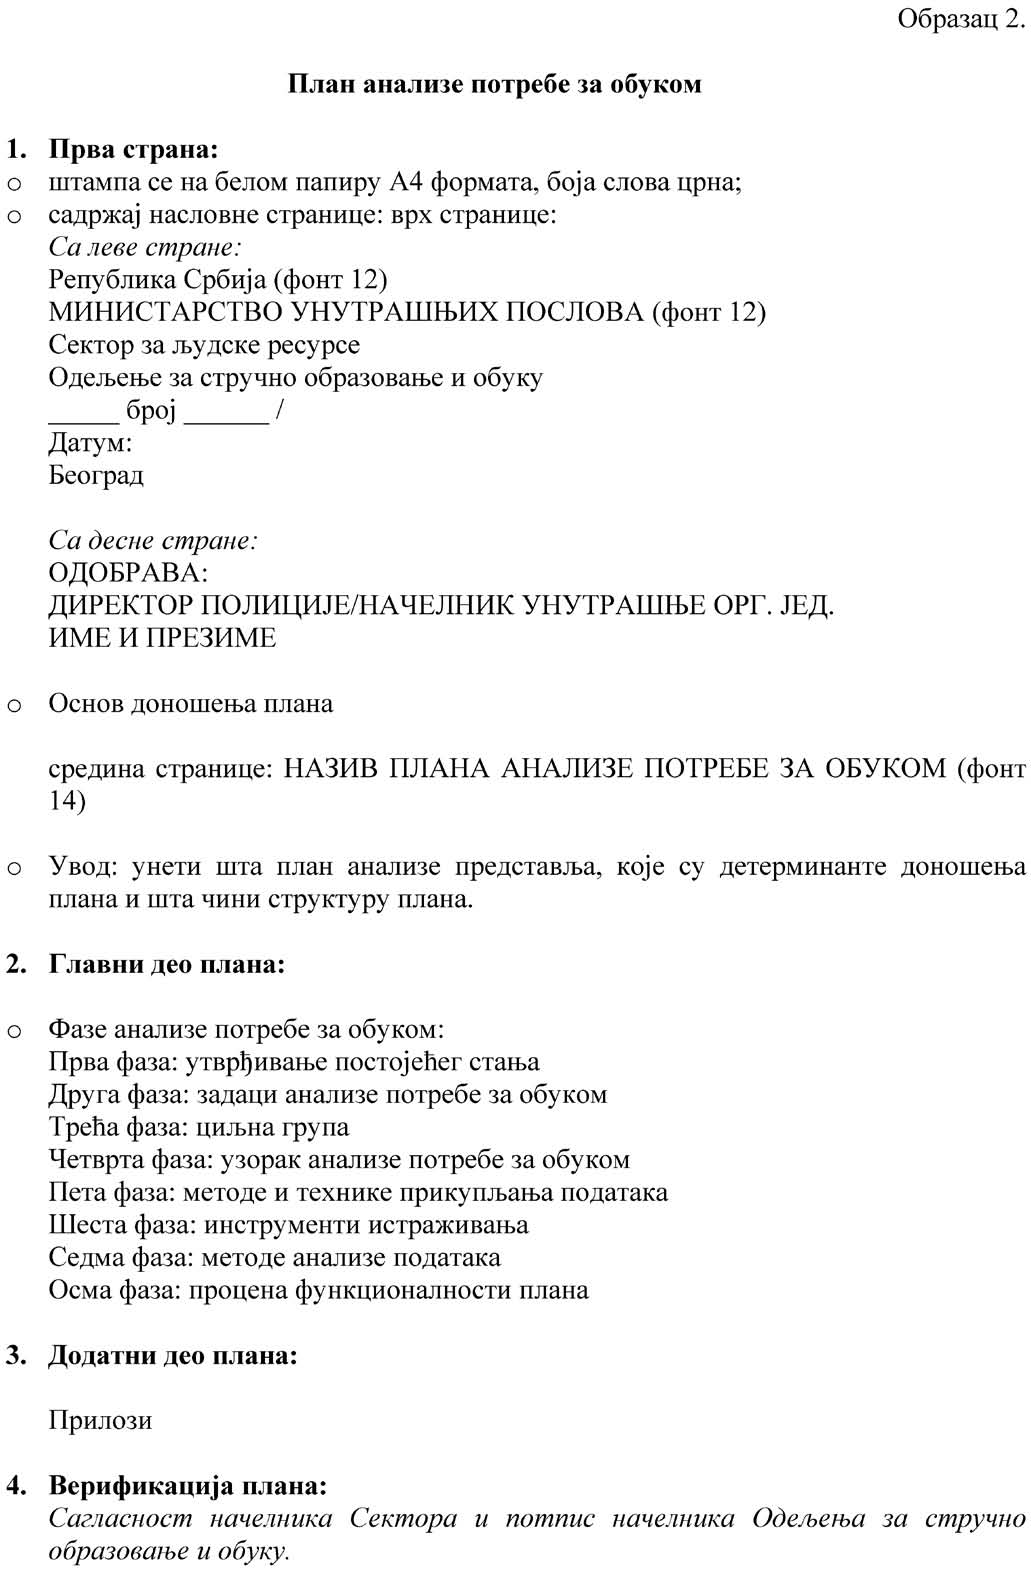 Образац 2.
План анализе потребе за обуком
1. Прва страна:
o штампа се на белом папиру А4 формата, боја слова црна;
o садржај насловне странице: врх странице:
Са леве стране:
Република Србија (фонт 12)
МИНИСТАРСТВО УНУТРАШЊИХ ПОСЛОВА (фонт 12)
Сектор за људске ресурсе
Одељење за стручно образовање и обуку
_____ број ______ /
Датум:
Београд
Са десне стране:
ОДОБРАВА:
ДИРЕКТОР ПОЛИЦИЈЕ/НАЧЕЛНИК УНУТРАШЊЕ ОРГ. ЈЕД.
ИМЕ И ПРЕЗИМЕ
o Основ доношења плана
средина странице: НАЗИВ ПЛАНА АНАЛИЗЕ ПОТРЕБЕ ЗА ОБУКОМ (фонт
14)
o Увод: унети шта план анализе представља, које су детерминанте доношења
плана и шта чини структуру плана.
2. Главни део плана:
o Фазе анализе потребе за обуком:
Прва фаза: утврђивање постојећег стања
Друга фаза: задаци анализе потребе за обуком
Трећа фаза: циљна група
Четврта фаза: узорак анализе потребе за обуком
Пета фаза: методе и технике прикупљања података
Шеста фаза: инструменти истраживања
Седма фаза: методе анализе података
Осма фаза: процена функционалности плана
3. Додатни део плана:
Прилози
4. Верификација плана:
Сагласност начелника Сектора и потпис начелника Одељења за стручно
образовање и обуку.